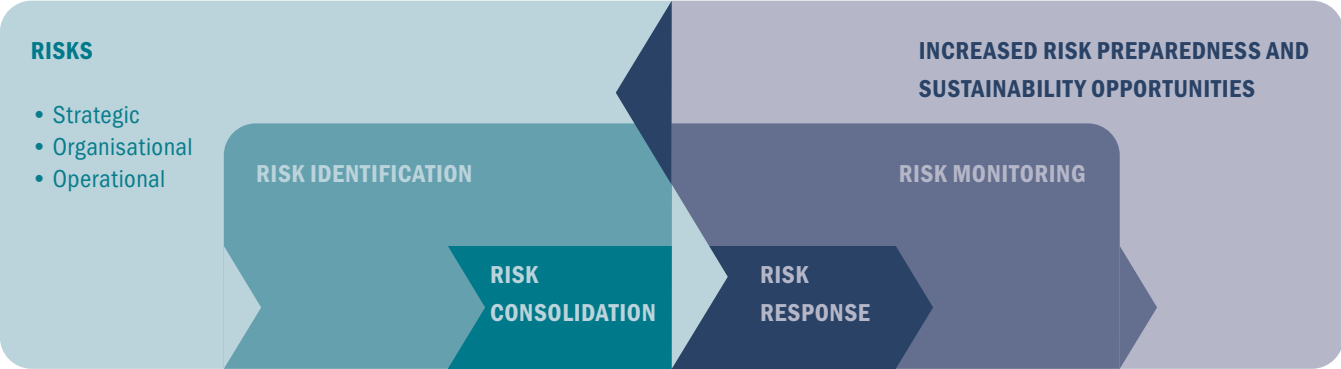 RISKS
• Strategic
• Organisational
• Operational
RISK IDENTIFICATION
RISK
CONSOLIDATION
RISK
RESPONSE
RISK MONITORING
INCREASED RISK PREPAREDNESS AND
SUSTAINABILITY OPPORTUNITIES